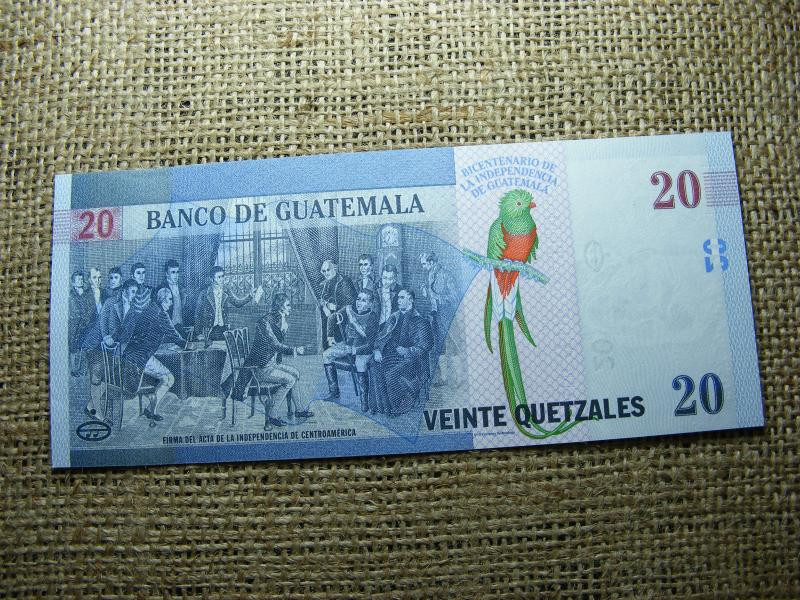 BICENTENARIO DE
LA INDEPENDENCIA
DE GUATEMALA
20
20
BANCO DE GUATEMALA
VEINTE QUETZALES
20
FIRMA DEL ACTA DE LA INDEPENDENCIA DE CENTROAMÉRICA